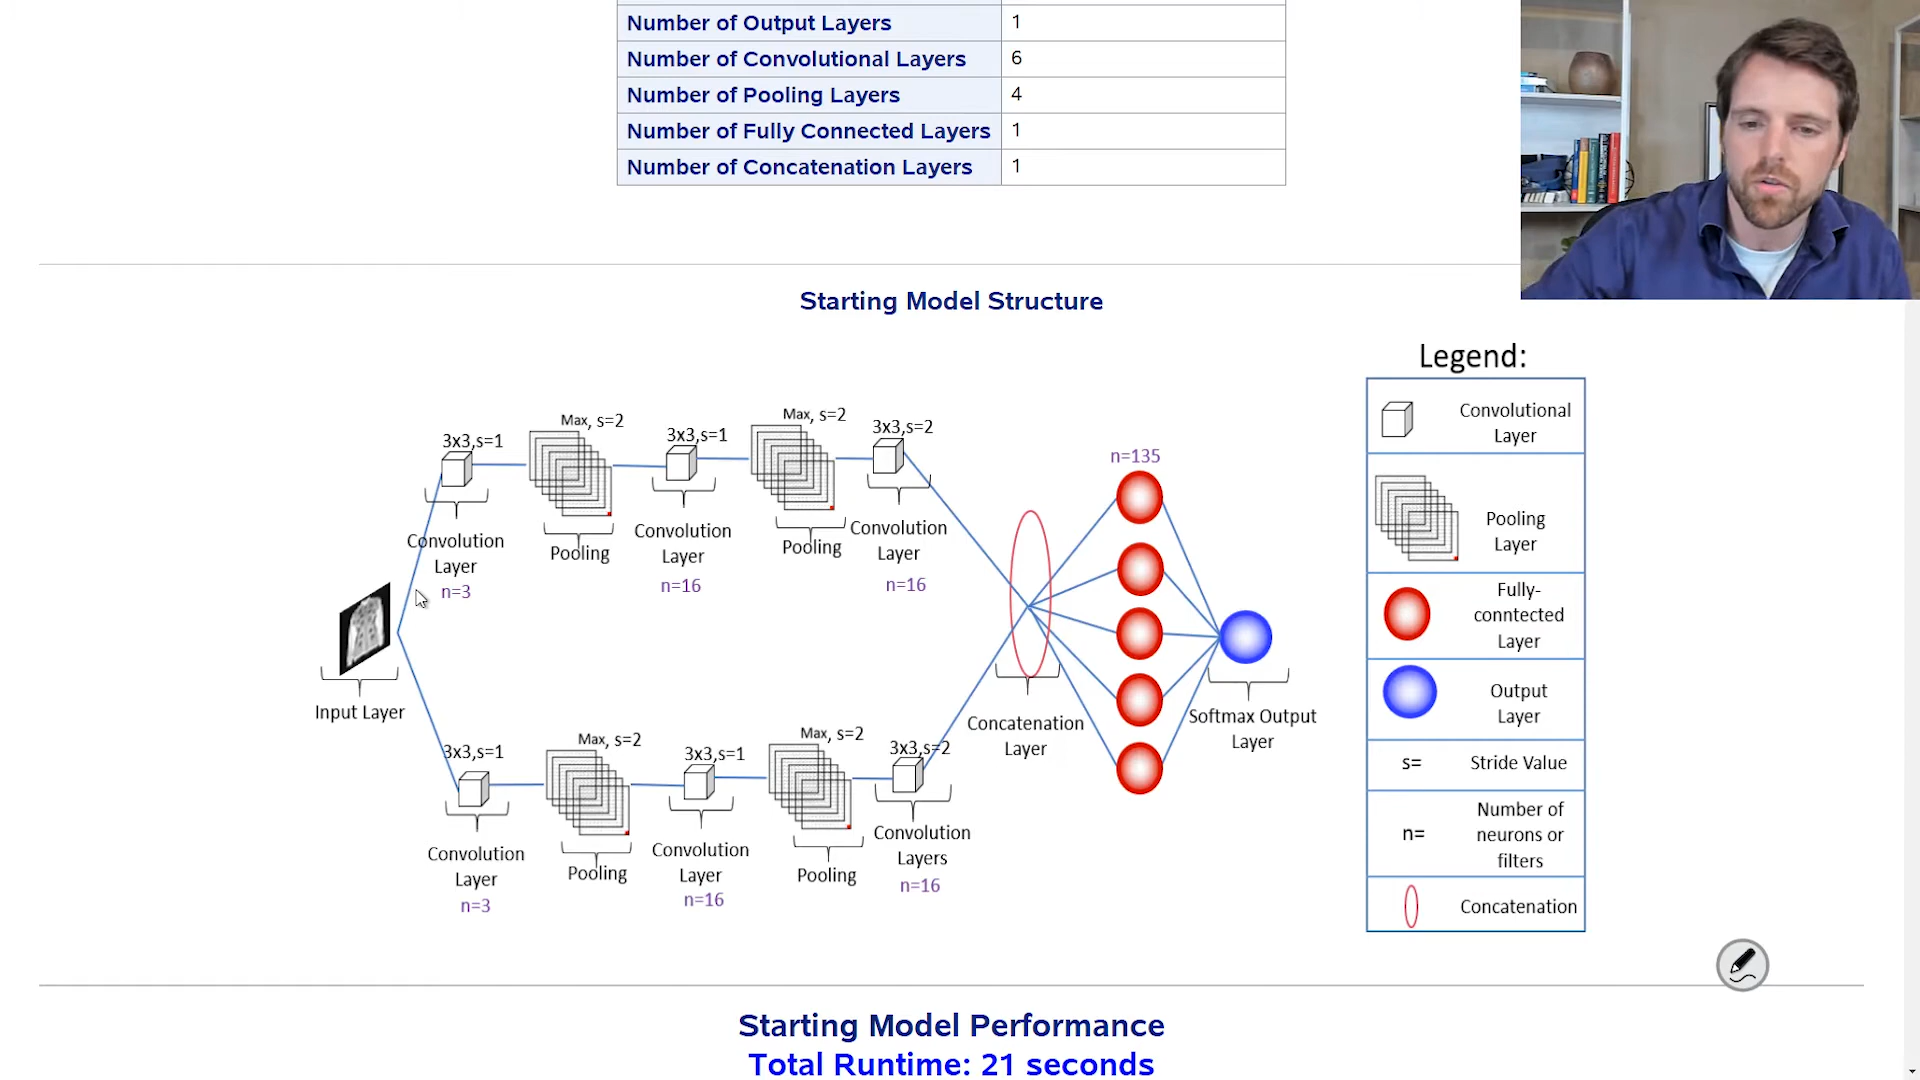 Number of Output Layers 1
Number of Convolutional Layers 6
Number of Pooling Layers 4
Number of Fully Connected Layers 1
Number of Concatenation Layers 1
Starting Model Structure
Legend:
3x3,s=1
Max, s=2
3x3,s=1
Max, s=2
3x3,s=2
Convolution
Layer
n=3
Pooling
Convolution
Layer
n=16
Pooling
Convolution
Layer
n=16
Input Layer
3x3,s=1
Max, s=2
3x3,s=1
Max, s=2
3x3,s=2
Convolution
Layer
n=3
Pooling
Convolution
Layer
n=16
Pooling
Convolution
Layers
n=16
Concatenation
Layer
n=135
Softmax Output
Layer
Convolutional
Layer
Pooling
Layer
Fully-
conntected
Layer
Output
Layer
s= Stride Value
n= Number of
neurons or
filters
Concatenation
Starting Model Performance
Total Runtime: 21 seconds